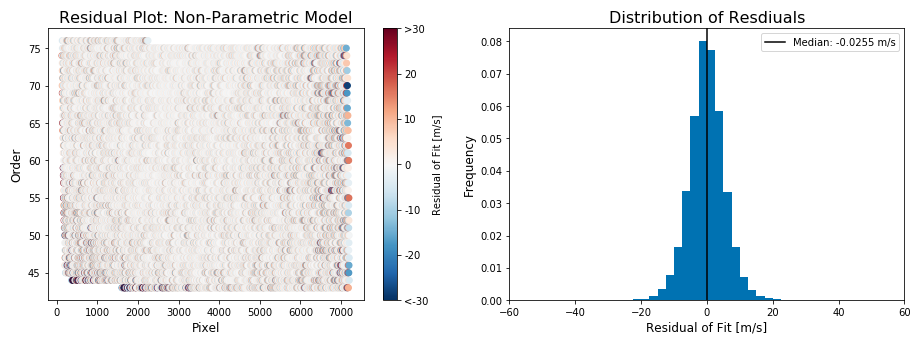 Residual Plot: Non-Parametric Model
Order
75
70
65
60
55
50
45
0 1000 2000 3000 4000 5000 6000 7000
Pixel
>30
20
10
0
-10
-20
<-30
Residual of Fit [m/s]
Distribution of Resdiuals
Median: -0.0255 m/s
Frequency
0.08
0.07
0.06
0.05
0.04
0.03
0.02
0.01
0.00
−60 −40 −20 0 20 40 60
Residual of Fit [m/s]